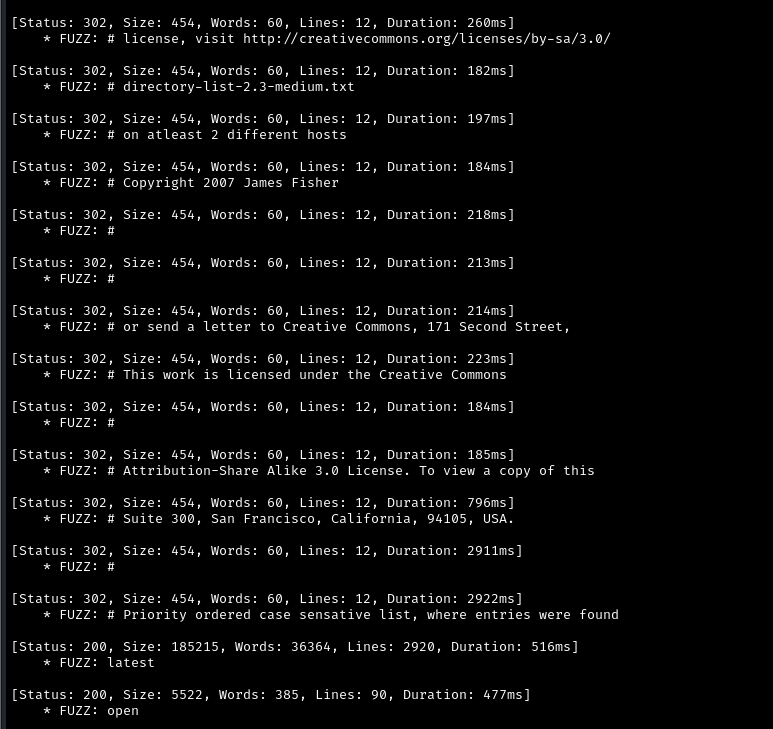 [Status: 302, Size: 454, Words: 60, Lines: 12, Duration: 260ms]
* FUZZ: # license, visit http://creativecommons.org/licenses/by-sa/3.0/
[Status: 302, Size: 454, Words: 60, Lines: 12, Duration: 182ms]
* FUZZ: # directory-list-2.3-medium.txt
[Status: 302, Size: 454, Words: 60, Lines: 12, Duration: 197ms]
* FUZZ: # on atleast 2 different hosts
[Status: 302, Size: 454, Words: 60, Lines: 12, Duration: 184ms]
* FUZZ: # Copyright 2007 James Fisher
[Status: 302, Size: 454, Words: 60, Lines: 12, Duration: 218ms]
* FUZZ: #
[Status: 302, Size: 454, Words: 60, Lines: 12, Duration: 213ms]
* FUZZ: #
[Status: 302, Size: 454, Words: 60, Lines: 12, Duration: 214ms]
* FUZZ: # or send a letter to Creative Commons, 171 Second Street,
[Status: 302, Size: 454, Words: 60, Lines: 12, Duration: 223ms]
* FUZZ: # This work is licensed under the Creative Commons
[Status: 302, Size: 454, Words: 60, Lines: 12, Duration: 184ms]
* FUZZ: #
[Status: 302, Size: 454, Words: 60, Lines: 12, Duration: 185ms]
* FUZZ: # Attribution-Share Alike 3.0 License. To view a copy of this
[Status: 302, Size: 454, Words: 60, Lines: 12, Duration: 796ms]
* FUZZ: # Suite 300, San Francisco, California, 94105, USA.
[Status: 302, Size: 454, Words: 60, Lines: 12, Duration: 2911ms]
* FUZZ: #
[Status: 302, Size: 454, Words: 60, Lines: 12, Duration: 2922ms]
* FUZZ: # Priority ordered case sensative list, where entries were found
[Status: 200, Size: 185215, Words: 36364, Lines: 2920, Duration: 516ms]
* FUZZ: latest
[Status: 200, Size: 5522, Words: 385, Lines: 90, Duration: 477ms]
* FUZZ: open